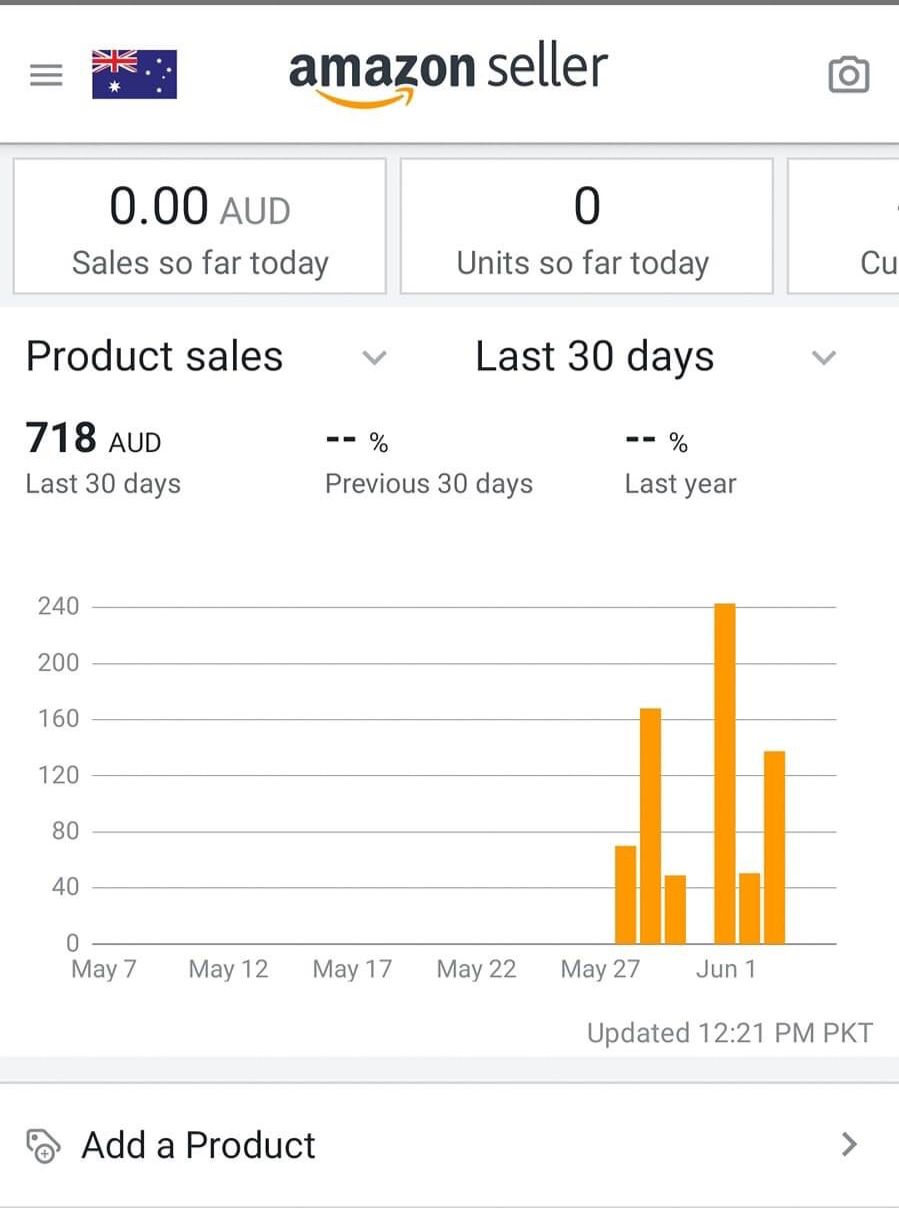 amazon seller
0.00 AUD
Sales so far today
0
Units so far today
Cu
Product sales
Last 30 days
718 AUD
Last 30 days
-- %
Previous 30 days
-- %
Last year
240
200
160
120
80
40
0
May 7 May 12 May 17 May 22 May 27 Jun 1
Updated 12:21 PM PKT
Add a Product